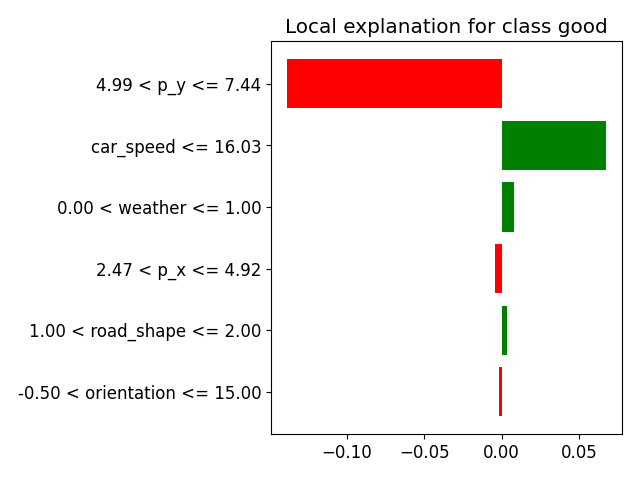 Local explanation for class good
4.99 < p_y <= 7.44
car_speed <= 16.03
0.00 < weather <= 1.00
2.47 < p_x <= 4.92
1.00 < road_shape <= 2.00
-0.50 < orientation <= 15.00
−0.10 −0.05 0.00 0.05